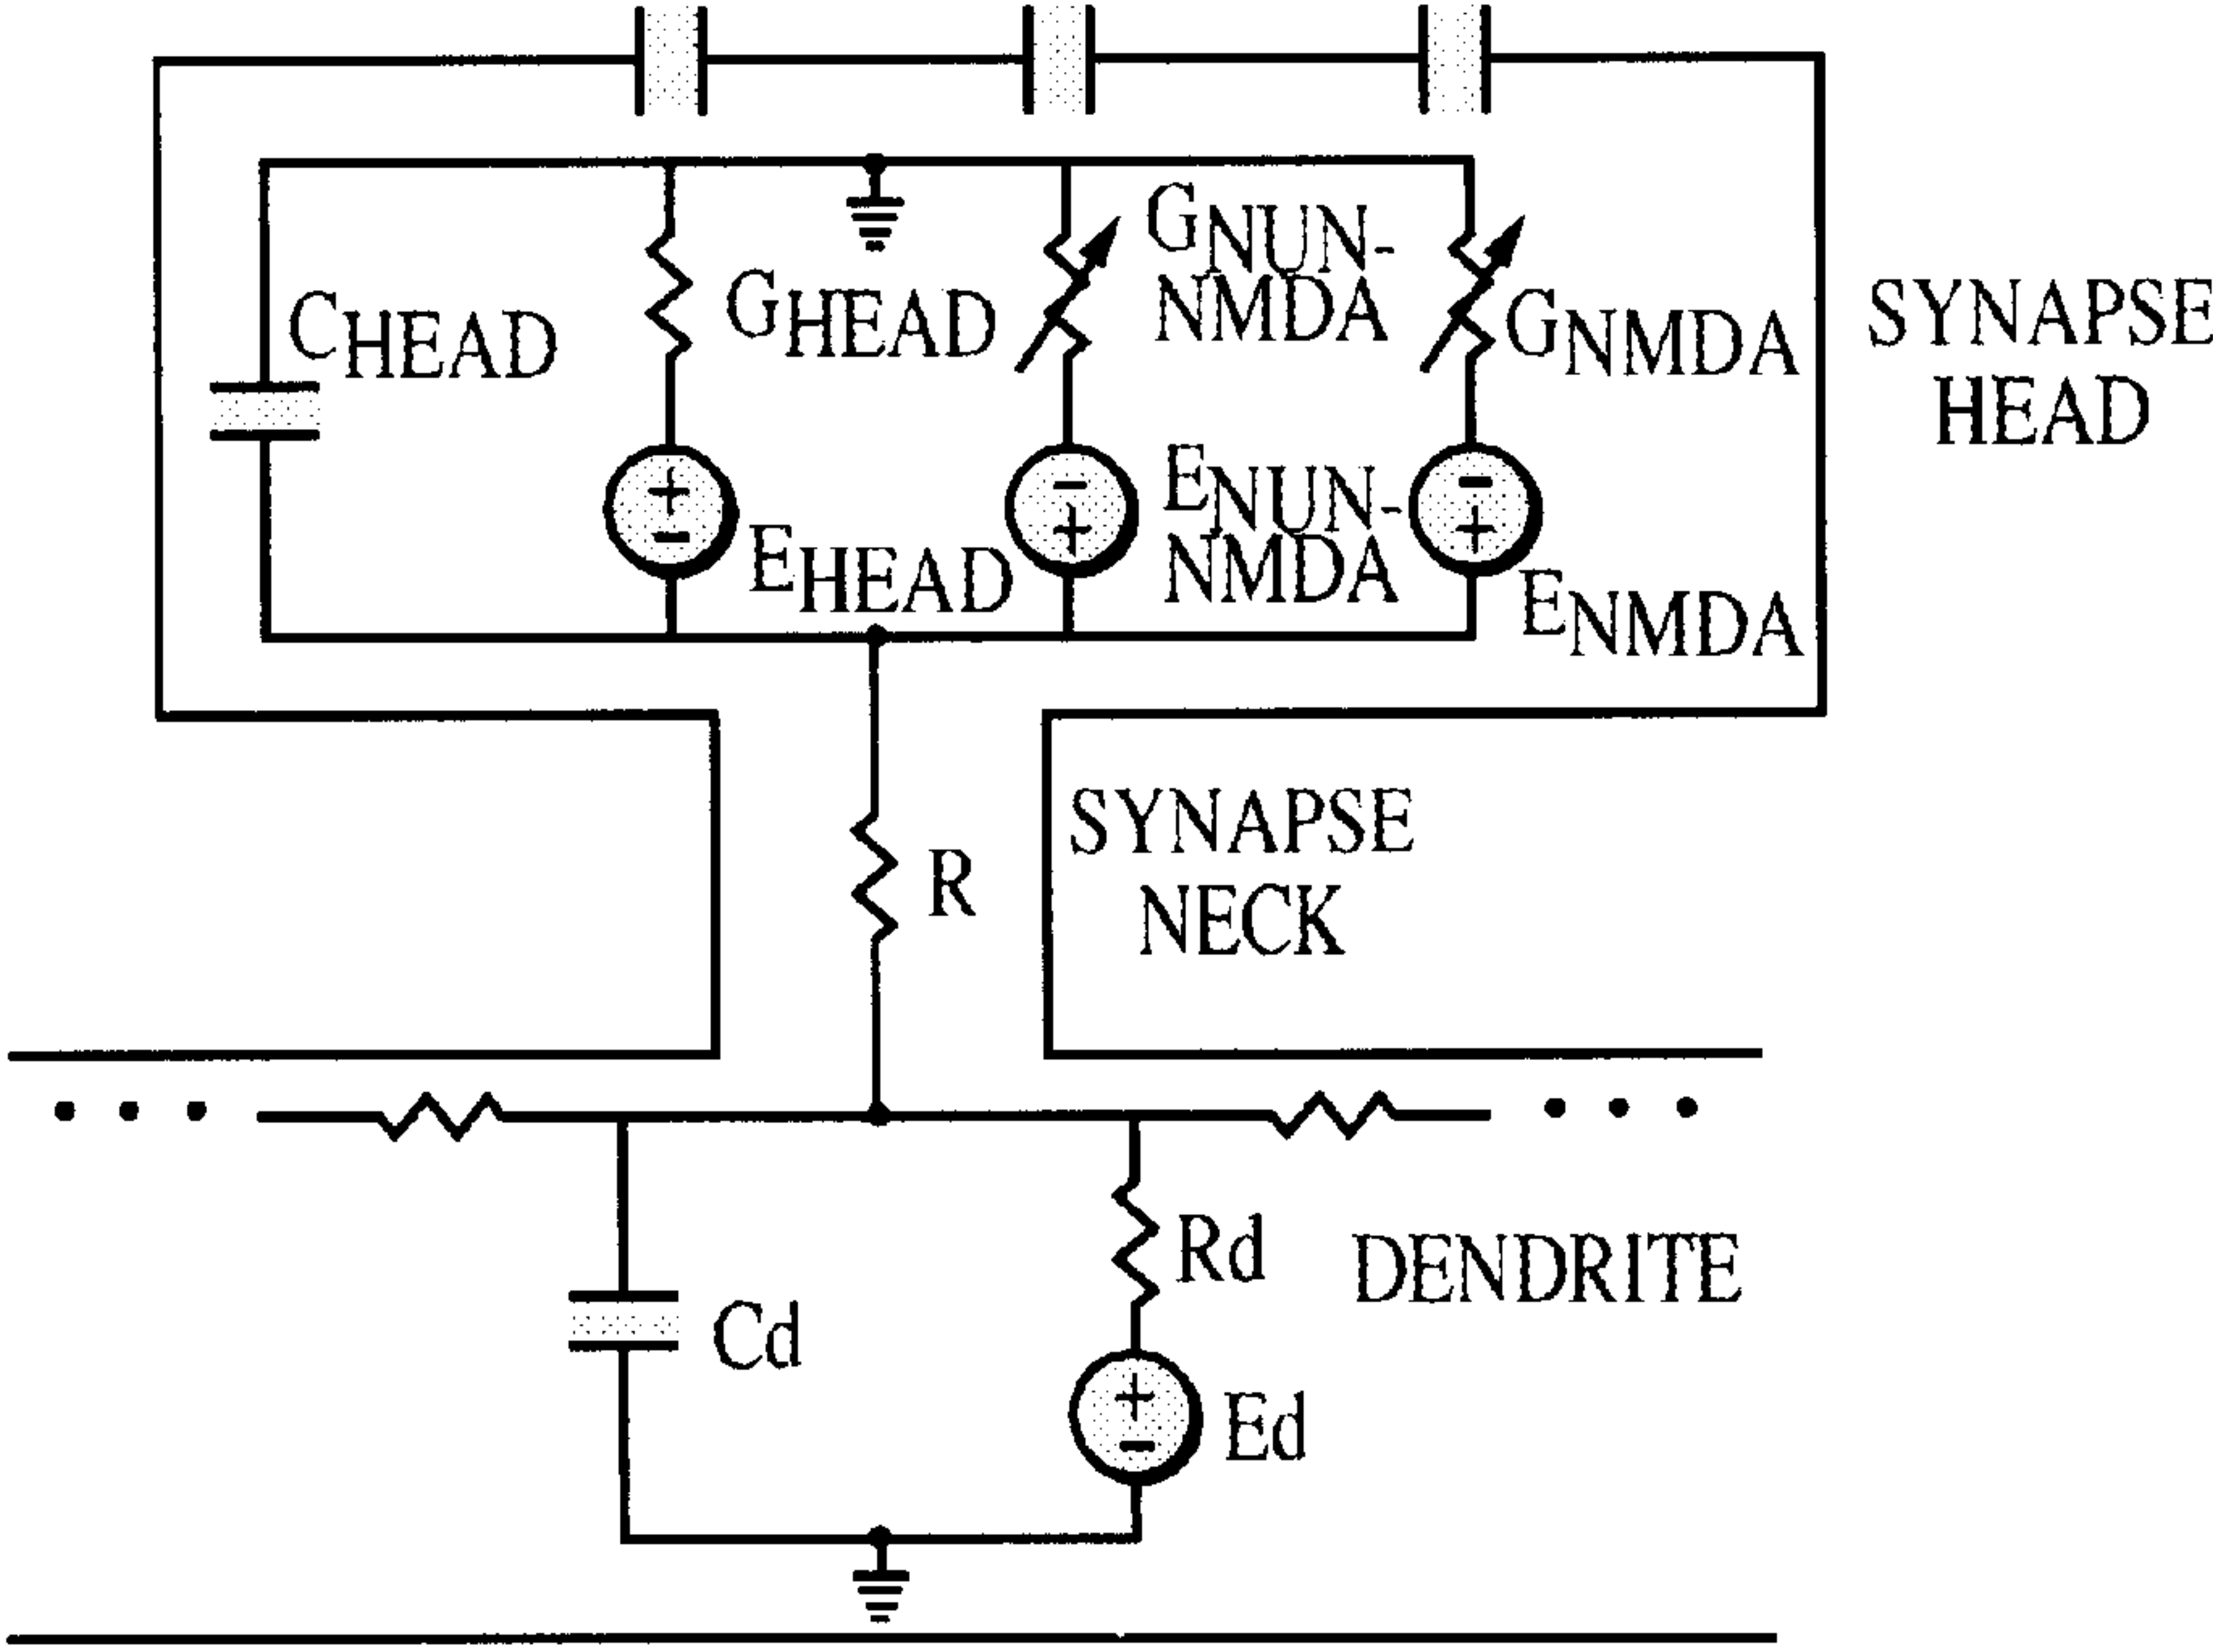 GNUN-
NMDA
CHEAD
GHEAD
GNMDA
SYNAPSE
HEAD
ENUN-
NMDA
EHEAD
ENMDA
SYNAPSE
NECK
R
Rd
DENDRITE
Cd
Ed